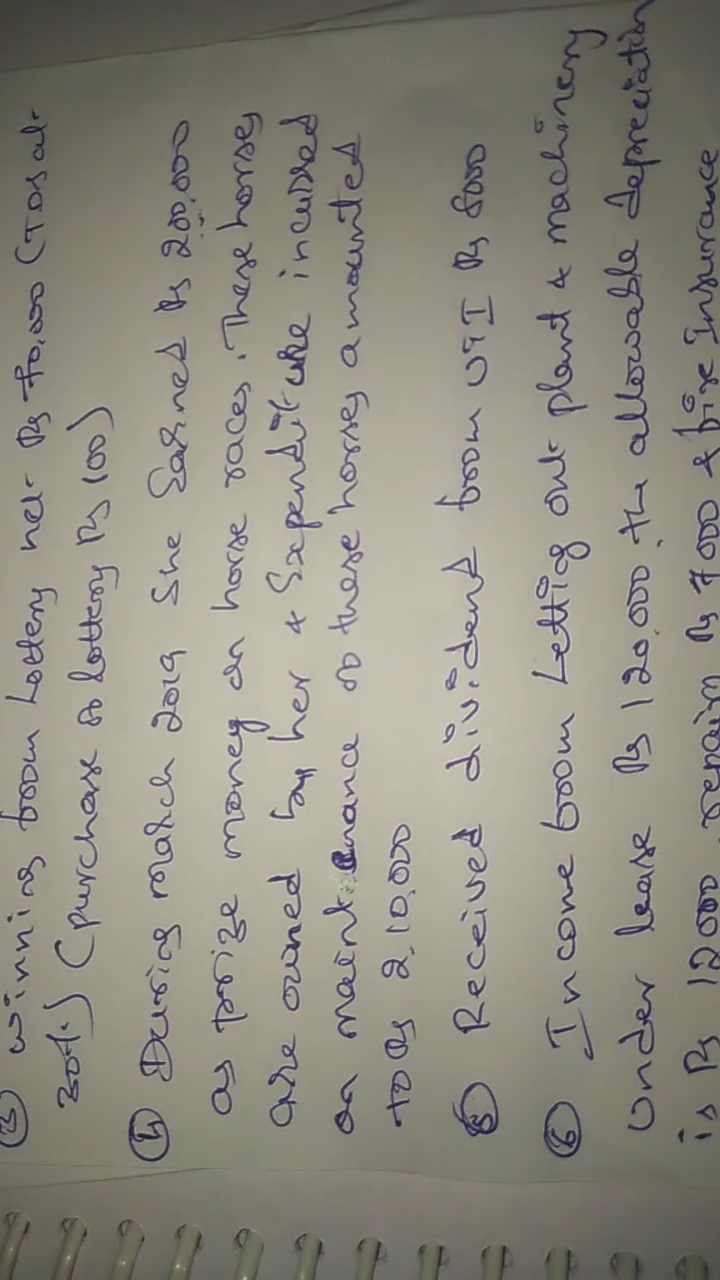 ③ winning from Lottery net Rs 70,000 (TDS at
30%) (purchase of Lottery Rs 100)
④ During march 2019 she Earned Rs 200,000
as prize money on horse races. These horses
are owned by her & Expenditure incurred
on maintenance of these horses amounted
to Rs 2,10,000
⑤ Received dividend from UTI Rs 8000
⑥ Income from Letting out plant & machinery
under lease Rs 120,000, the allowable depreciation
is Rs 12000, repairs Rs 7000 & fire Insurance